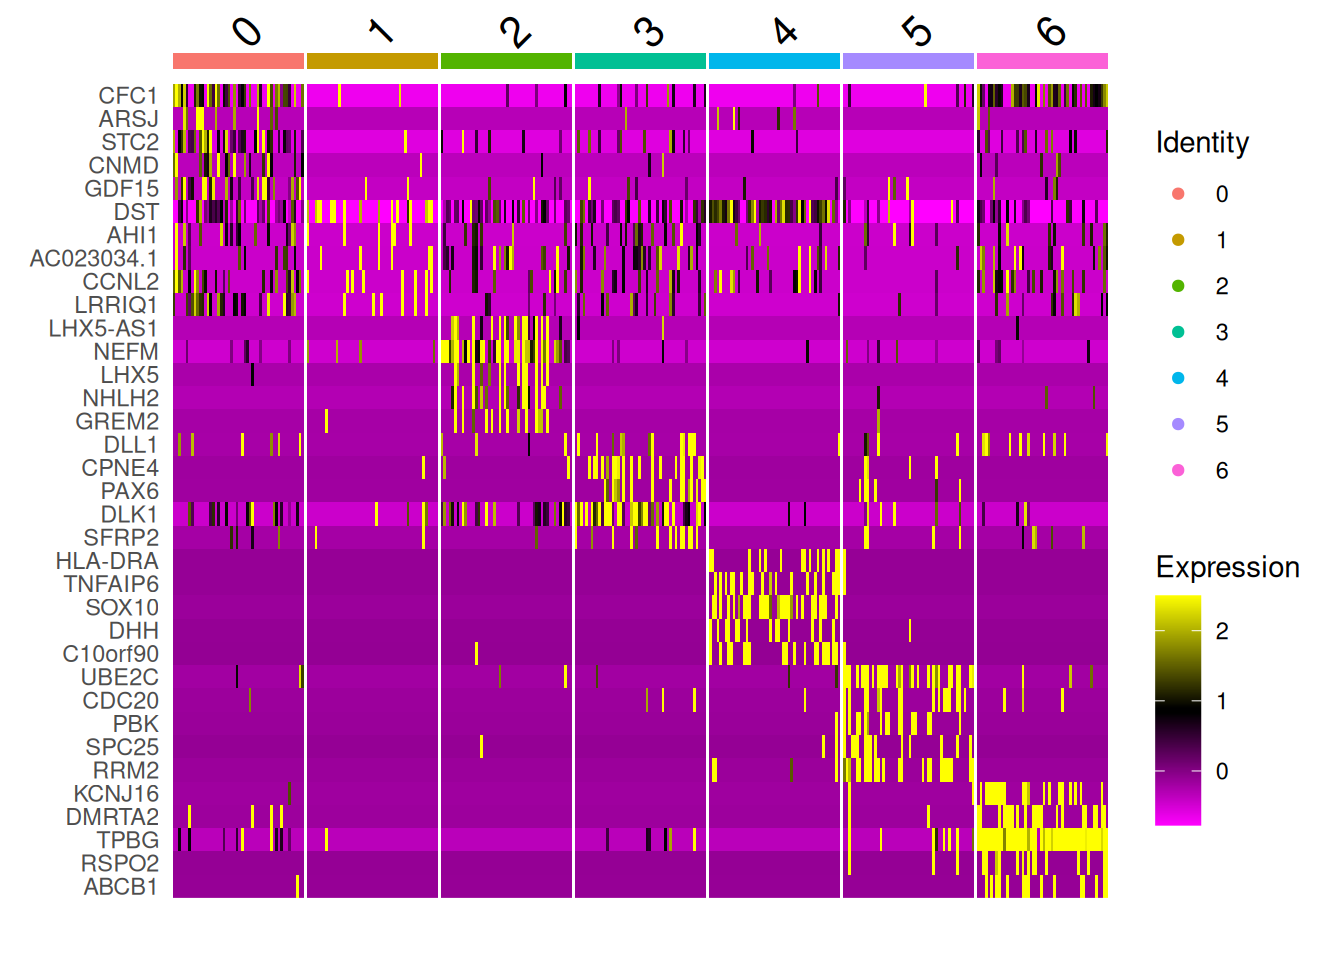 0 1 2 3 4 5 6
CFC1
ARSJ
STC2
CNMD
GDF15
DST
AHI1
AC023034.1
CCNL2
LRRIQ1
LHX5-AS1
NEFM
LHX5
NHLH2
GREM2
DLL1
CPNE4
PAX6
DLK1
SFRP2
HLA-DRA
TNFAIP6
SOX10
DHH
C10orf90
UBE2C
CDC20
PBK
SPC25
RRM2
KCNJ16
DMRTA2
TPBG
RSPO2
ABCB1
Identity
0
1
2
3
4
5
6
Expression
2
1
0